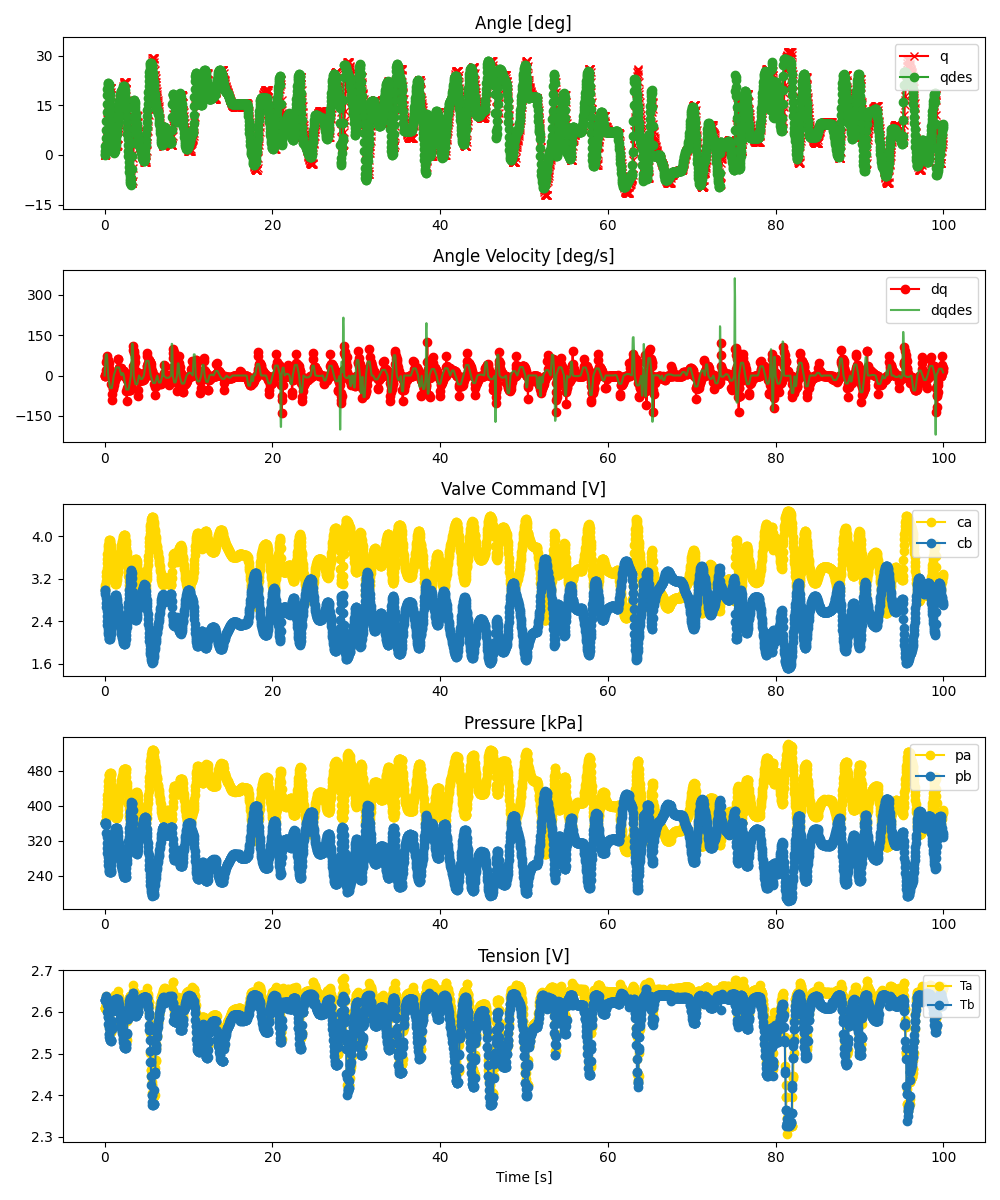 Angle [deg]
30
15
0
−15
q
qdes
0 20 40 60 80 100
Angle Velocity [deg/s]
300
150
0
−150
dq
dqdes
0 20 40 60 80 100
Valve Command [V]
4.0
3.2
2.4
1.6
ca
cb
0 20 40 60 80 100
Pressure [kPa]
480
400
320
240
pa
pb
0 20 40 60 80 100
Tension [V]
2.7
2.6
2.5
2.4
2.3
Ta
Tb
0 20 40 60 80 100
Time [s]